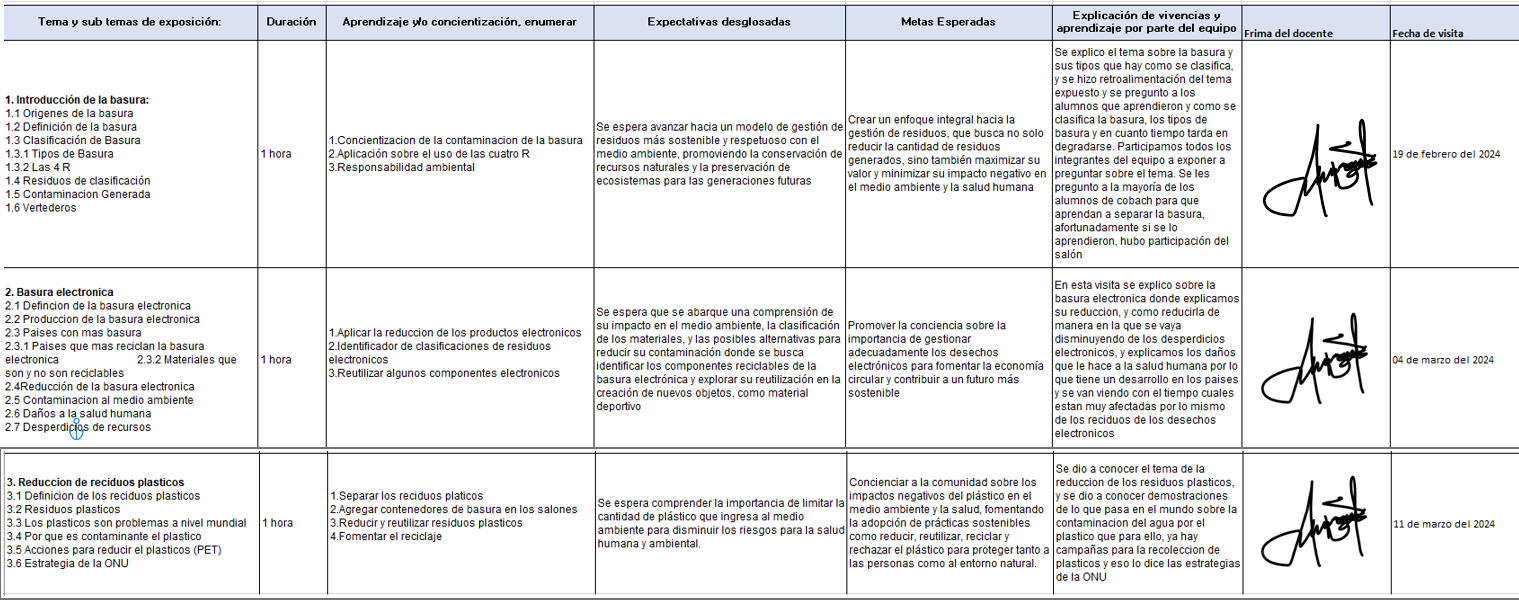 Tema y sub temas de exposición:
Duración
Aprendizaje y/o concientización, enumerar
Expectativas desglosadas
Metas Esperadas
Explicación de vivencias y
aprendizaje por parte del equipo
Frima del docente
Fecha de visita
1. Introducción de la basura:
1.1 Origenes de la basura
1.2 Definición de la basura
1.3 Clasificación de Basura
1.3.1 Tipos de Basura
1.3.2 Las 4 R
1.4 Residuos de clasificación
1.5 Contaminacion Generada
1.6 Vertederos
1 hora
1.Concientizacion de la contaminacion de la basura
2.Aplicación sobre el uso de las cuatro R
3.Responsabilidad ambiental
Se espera avanzar hacia un modelo de gestión de
residuos más sostenible y respetuoso con el
medio ambiente, promoviendo la conservación de
recursos naturales y la preservación de
ecosistemas para las generaciones futuras
Crear un enfoque integral hacia la
gestión de residuos, que busca no solo
reducir la cantidad de residuos
generados, sino también maximizar su
valor y minimizar su impacto negativo en
el medio ambiente y la salud humana
Se explico el tema sobre la basura y
sus tipos que hay como se clasifica,
y se hizo retroalimentación del tema
expuesto y se pregunto a los
alumnos que aprendieron y como se
clasifica la basura, los tipos de
basura y en cuanto tiempo tarda en
degradarse. Participamos todos los
integrantes del equipo a exponer a
preguntar sobre el tema. Se les
pregunto a la mayoría de los
alumnos de cobach para que
aprendan a separar la basura,
afortunadamente si se lo
aprendieron, hubo participación del
salón
19 de febrero del 2024
2. Basura electronica
2.1 Defincion de la basura electronica
2.2 Produccion de la basura electronica
2.3 Paises con mas basura
2.3.1 Paises que mas reciclan la basura
electronica 2.3.2 Materiales que
son y no son reciclables
2.4Reducción de la basura electronica
2.5 Contaminacion al medio ambiente
2.6 Daños a la salud humana
2.7 Desperdicios de recursos
1 hora
1.Aplicar la reduccion de los productos electronicos
2.Identificador de clasificaciones de residuos
electronicos
3.Reutilizar algunos componentes electronicos
Se espera que se abarque una comprensión de
su impacto en el medio ambiente, la clasificación
de los materiales, y las posibles alternativas para
reducir su contaminación donde se busca
identificar los componentes reciclables de
la basura electrónica y explorar su reutilización en la
creación de nuevos objetos, como material
deportivo
Promover la conciencia sobre la
importancia de gestionar
adecuadamente los desechos
electrónicos para fomentar la economía
circular y contribuir a un futuro más
sostenible
En esta visita se explico sobre la
basura electronica donde explicamos
su reduccion, y como reducirla de
manera en la que se vaya
disminuyendo de los desperdicios
electronicos, y explicamos los daños
que le hace a la salud humana por lo
que tiene un desarrollo en los paises
y se van viendo con el tiempo cuales
estan muy afectadas por lo mismo
de los residuos de los desechos
electronicos
04 de marzo del 2024
3. Reduccion de residuos plasticos
3.1 Definicion de los residuos plasticos
3.2 Residuos plasticos
3.3 Los plasticos son problemas a nivel mundial
3.4 Por que es contaminante el plastico
3.5 Acciones para reducir el plasticos (PET)
3.6 Estrategia de la ONU
1 hora
1.Separar los residuos platicos
2.Agregar contenedores de basura en los salones
3.Reducir y reutilizar residuos plasticos
4.Fomentar el reciclaje
Se espera comprender la importancia de limitar la
cantidad de plástico que ingresa al medio
ambiente para disminuir los riesgos para la salud
humana y ambiental.
Concienciar a la comunidad sobre los
impactos negativos del plástico en el
medio ambiente y la salud, fomentando
la adopción de prácticas sostenibles
como reducir, reutilizar, reciclar y
rechazar el plástico para proteger tanto a
las personas como al entorno natural.
Se dio a conocer el tema de la
reduccion de los residuos plasticos,
y se dio a conocer demostraciones
de lo que pasa en el mundo sobre la
contaminacion del agua por el
plastico que para ello, ya hay
campañas para la recoleccion de
plasticos y eso lo dice las estrategias
de la ONU
11 de marzo del 2024